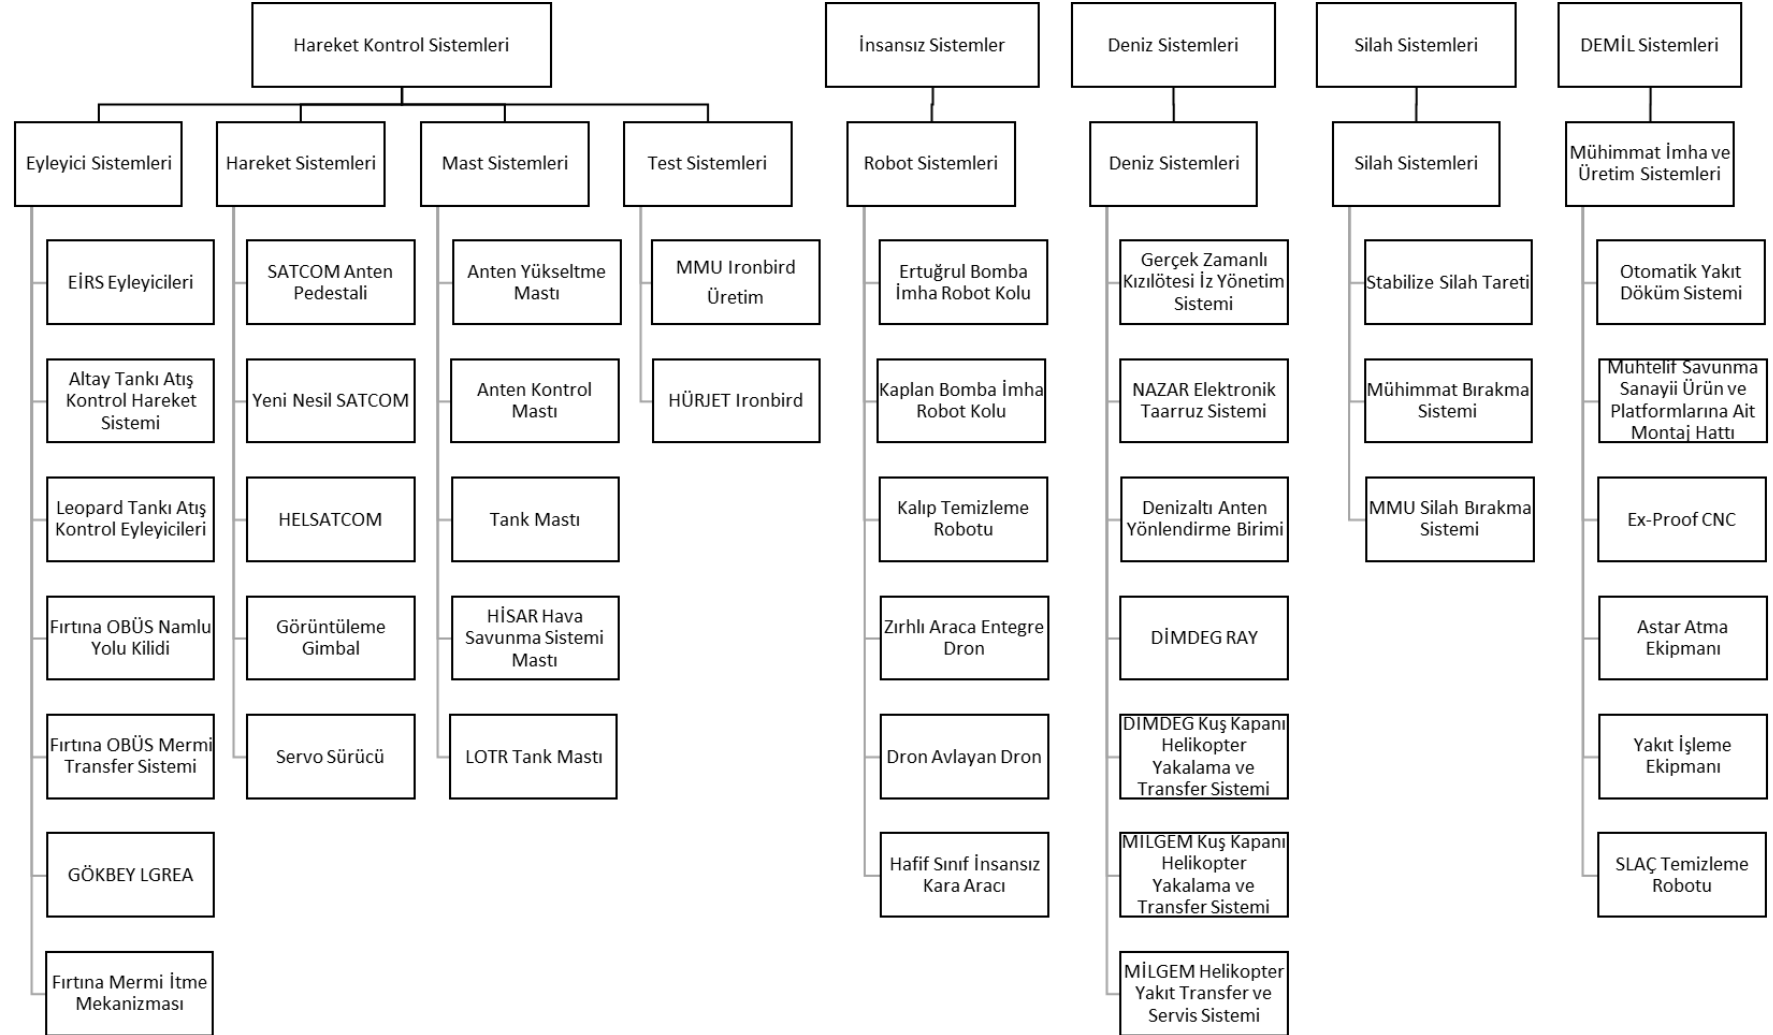 Hareket Kontrol Sistemleri
İnsansız Sistemler
Deniz Sistemleri
Silah Sistemleri
DEMİL Sistemleri
Eyleyici Sistemleri
Hareket Sistemleri
Mast Sistemleri
Test Sistemleri
Robot Sistemleri
Deniz Sistemleri
Silah Sistemleri
Mühimmat İmha ve
Üretim Sistemleri
EİRS Eyleyicileri
Altay Tankı Atış
Kontrol Hareket
Sistemi
Leopard Tankı Atış
Kontrol Eyleyicileri
Fırtına OBÜS Namlu
Yolu Kilidi
Fırtına OBÜS Mermi
Transfer Sistemi
GÖKBEY LGREA
Fırtına Mermi İtme
Mekanizması
SATCOM Anten
Pedestali
Yeni Nesil SATCOM
HELSATCOM
Görüntüleme
Gimbal
Servo Sürücü
Anten Yükseltme
Mastı
Anten Kontrol
Mastı
Tank Mastı
HİSAR Hava
Savunma Sistemi
Mastı
LOTR Tank Mastı
MMU Ironbird
Üretim
HÜRJET Ironbird
Ertuğrul Bomba
İmha Robot Kolu
Kaplan Bomba İmha
Robot Kolu
Kalıp Temizleme
Robotu
Zırhlı Araca Entegre
Dron
Dron Avlayan Dron
Hafif Sınıf İnsansız
Kara Aracı
Gerçek Zamanlı
Kızılötesi İz Yönetim
Sistemi
NAZAR Elektronik
Taarruz Sistemi
Denizaltı Anten
Yönlendirme Birimi
DİMDEG RAY
DİMDEG Kuş Kapanı
Helikopter
Yakalama ve
Transfer Sistemi
MİLGEM Kuş Kapanı
Helikopter
Yakalama ve
Transfer Sistemi
MİLGEM Helikopter
Yakıt Transfer ve
Servis Sistemi
Stabilize Silah Tareti
Mühimmat Bırakma
Sistemi
MMU Silah Bırakma
Sistemi
Otomatik Yakıt
Döküm Sistemi
Muhtelif Savunma
Sanayii Ürün ve
Platformlarına Ait
Montaj Hattı
Ex-Proof CNC
Astar Atma
Ekipmanı
Yakıt İşleme
Ekipmanı
SLAÇ Temizleme
Robotu